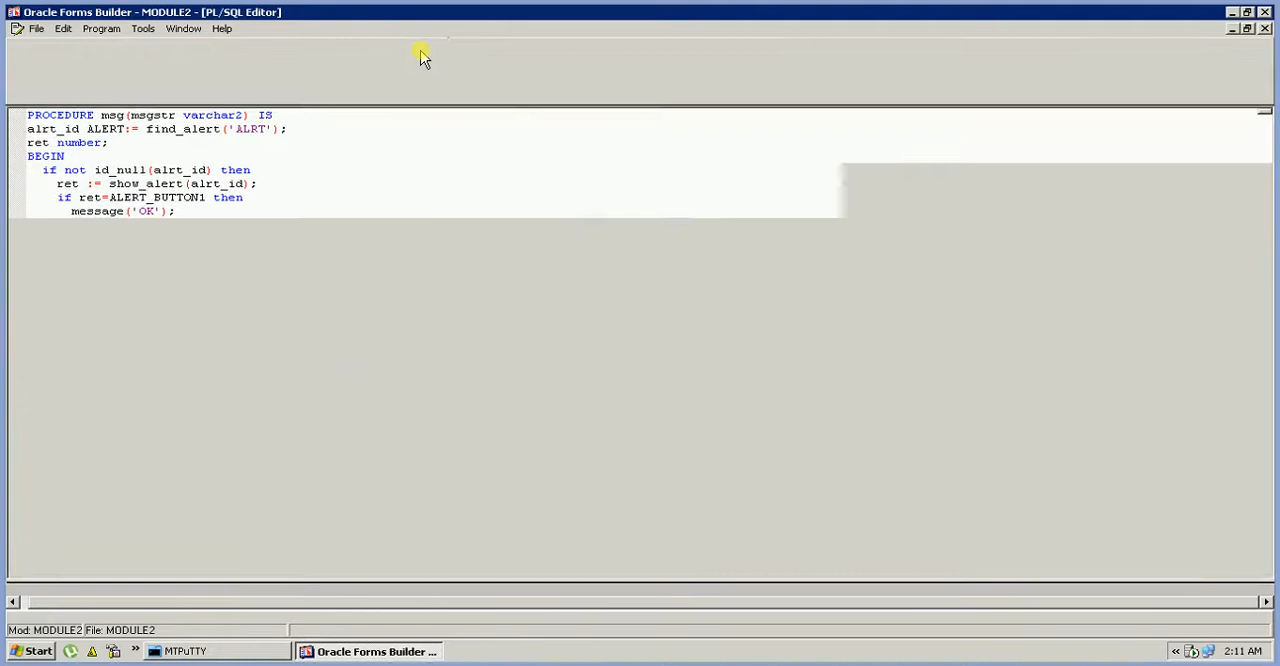 Oracle Forms Builder - MODULE2 - [PL/SQL Editor]
File Edit Program Tools Window Help
PROCEDURE msg(msgstr varchar2) IS
alrt_id ALERT:= find_alert('ALRT');
ret number;
BEGIN
if not id_null(alrt_id) then
ret := show_alert(alrt_id);
if ret=ALERT_BUTTON1 then
message('OK');
Mod: MODULE2 File: MODULE2
Start » MTPuTTY Oracle Forms Builder ... « 2:11 AM